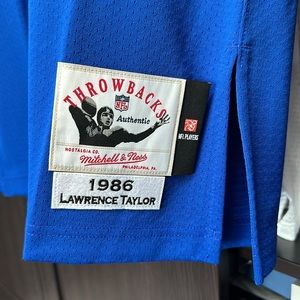 THROWBACKS
NFL
Authentic
NFL PLAYERS
NOSTALGIA CO.
Mitchell & Ness
PHILADELPHIA, PA.
1986
LAWRENCE TAYLOR